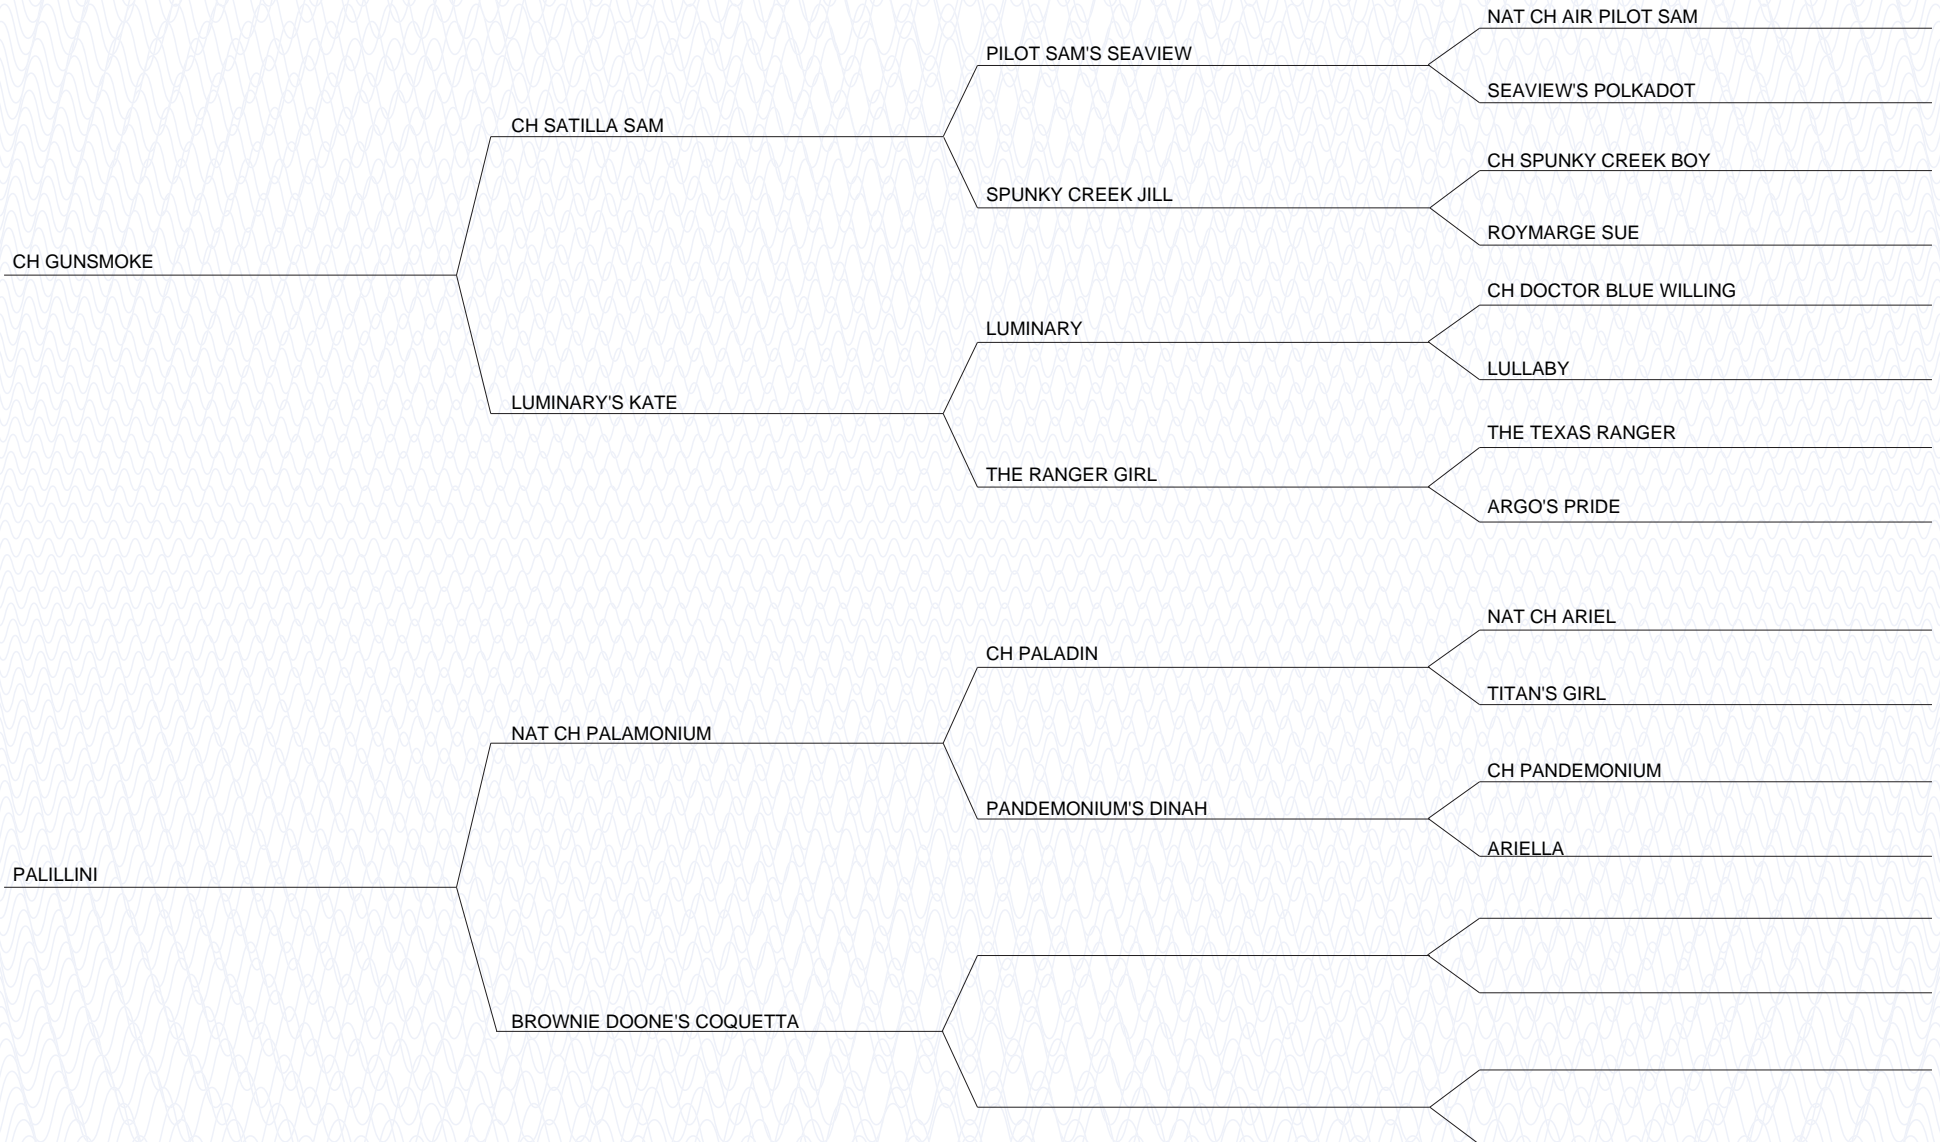 NAT CH AIR PILOT SAM
PILOT SAM'S SEAVIEW
SEAVIEW'S POLKADOT
CH SATILLA SAM
CH SPUNKY CREEK BOY
SPUNKY CREEK JILL
ROYMARGE SUE
CH GUNSMOKE
CH DOCTOR BLUE WILLING
LUMINARY
LULLABY
LUMINARY'S KATE
THE TEXAS RANGER
THE RANGER GIRL
ARGO'S PRIDE
NAT CH ARIEL
CH PALADIN
TITAN'S GIRL
NAT CH PALAMONIUM
CH PANDEMONIUM
PANDEMONIUM'S DINAH
ARIELLA
PALILLINI
BROWNIE DOONE'S COQUETTA